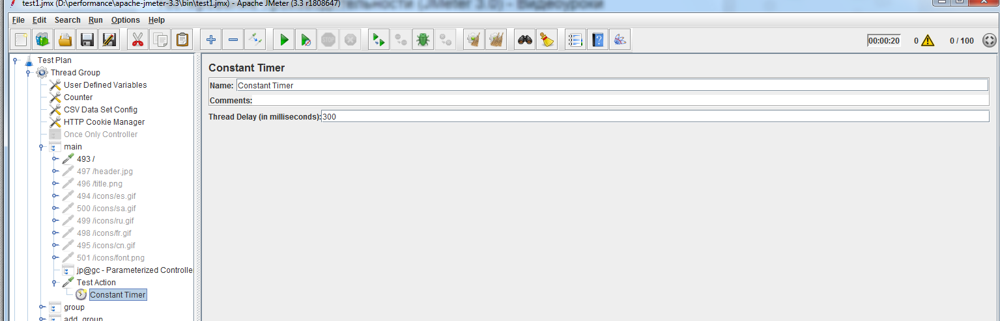 test1.jmx (D:\performance\apache-jmeter-3.3\bin\test1.jmx) - Apache JMeter (3.3 r1808647)
(JMeter 3.0) - Видеоуроки
File Edit Search Run Options Help
STOP
00:00:20 0 0 / 100
Test Plan
Thread Group
User Defined Variables
Counter
CSV Data Set Config
HTTP Cookie Manager
Once Only Controller
main
493 /
497 /header.jpg
496 /title.png
494 /icons/es.gif
500 /icons/sa.gif
499 /icons/ru.gif
498 /icons/fr.gif
495 /icons/cn.gif
501 /icons/font.png
jp@gc - Parameterized Controlle
Test Action
Constant Timer
group
add_group
Constant Timer
Name: Constant Timer
Comments:
Thread Delay (in milliseconds): 300